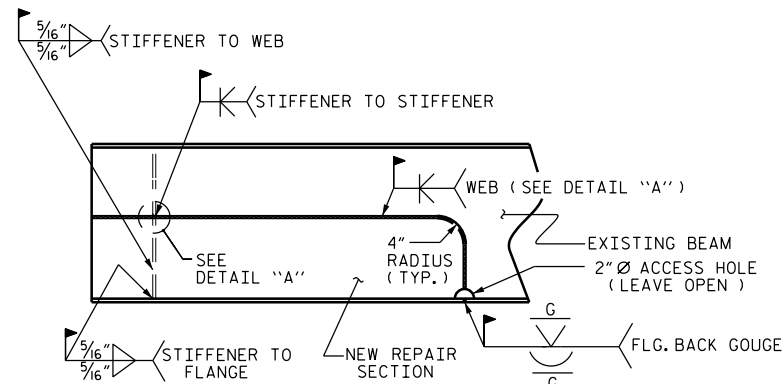 5/16"
5/16"
STIFFENER TO WEB
STIFFENER TO STIFFENER
WEB (SEE DETAIL "A")
SEE
DETAIL "A"
4"
RADIUS
(TYP.)
EXISTING BEAM
2" Ø ACCESS HOLE
(LEAVE OPEN)
5/16"
5/16"
STIFFENER TO
FLANGE
NEW REPAIR
SECTION
G
FLG. BACK GOUGE
G